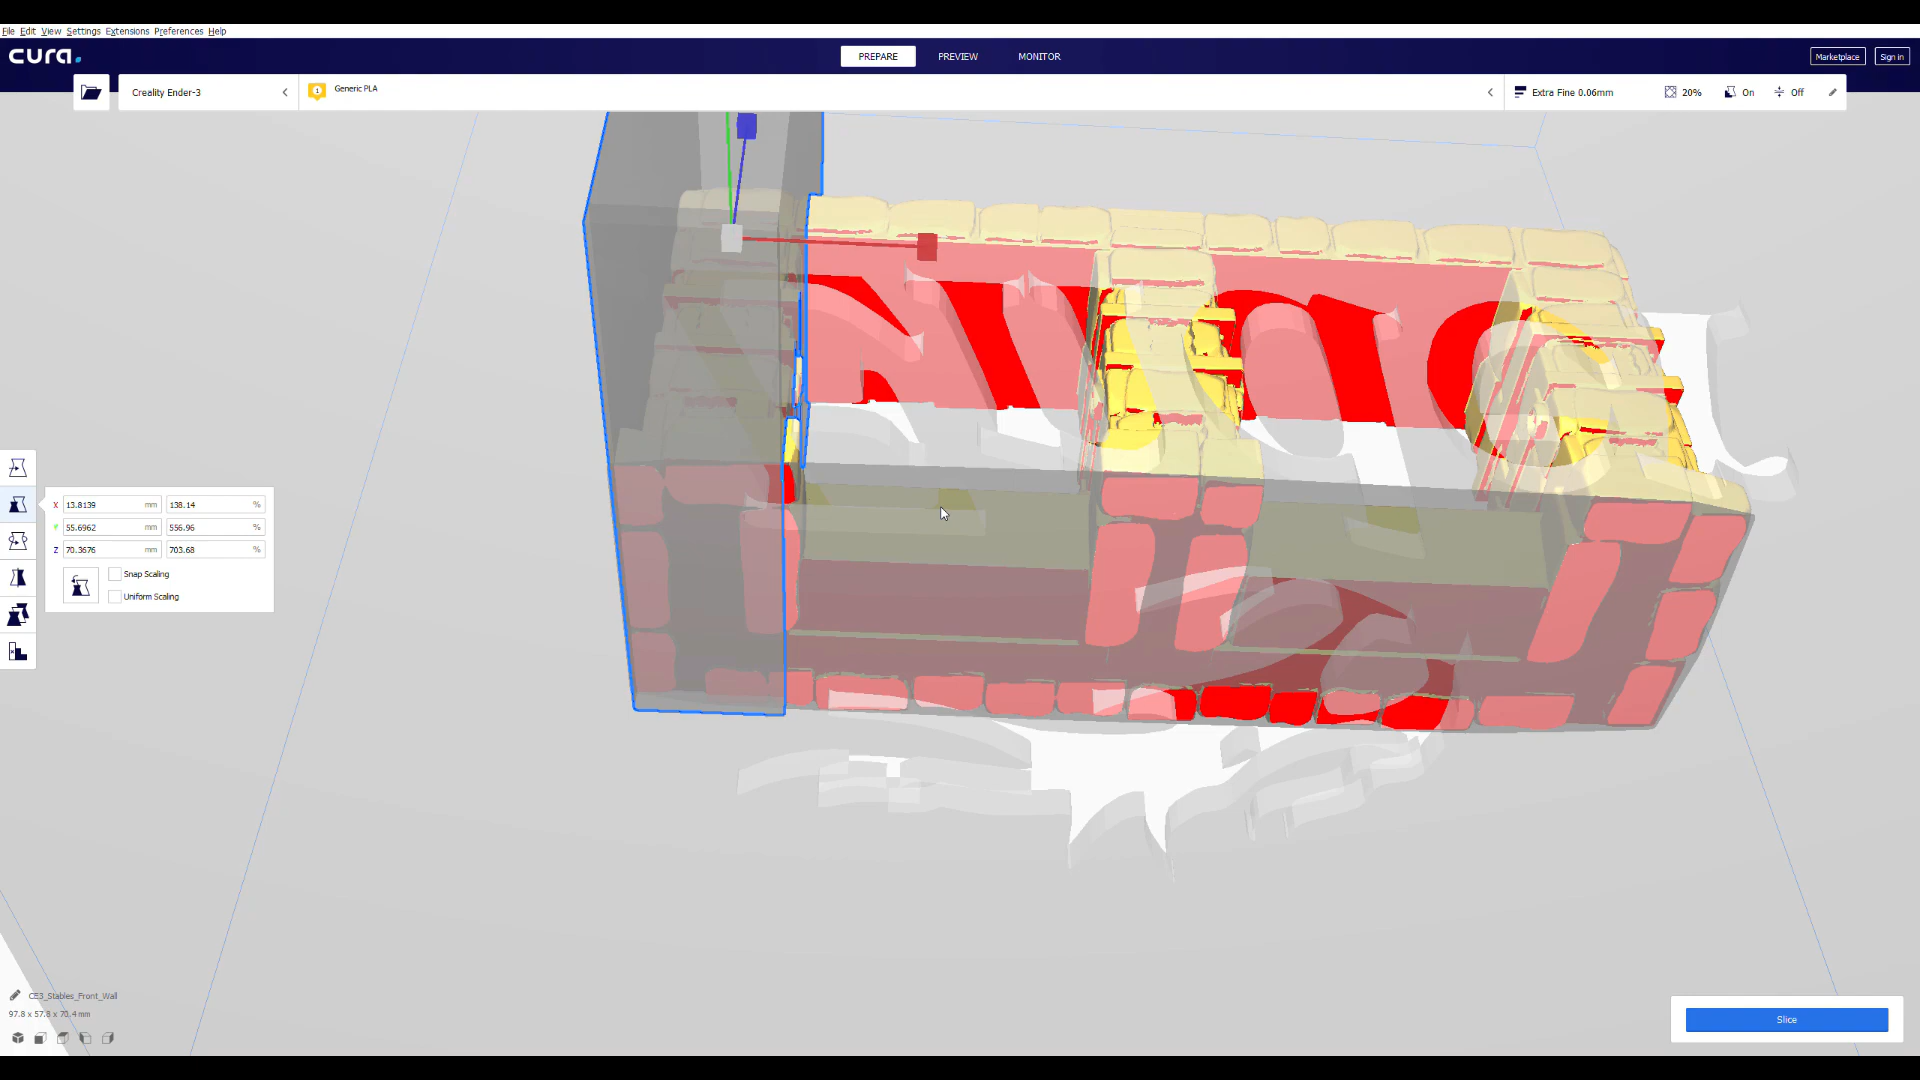 File Edit View Settings Extensions Preferences Help
cura.
PREPARE PREVIEW MONITOR
Marketplace Sign in
Creality Ender-3
1 Generic PLA
Extra Fine 0.06mm 20% On Off
X 13.8139 mm 138.14 %
Y 55.6962 mm 556.96 %
Z 70.3676 mm 703.68 %
Snap Scaling
Uniform Scaling
CE3_Stables_Front_Wall
97.8 x 57.8 x 70.4 mm
Slice